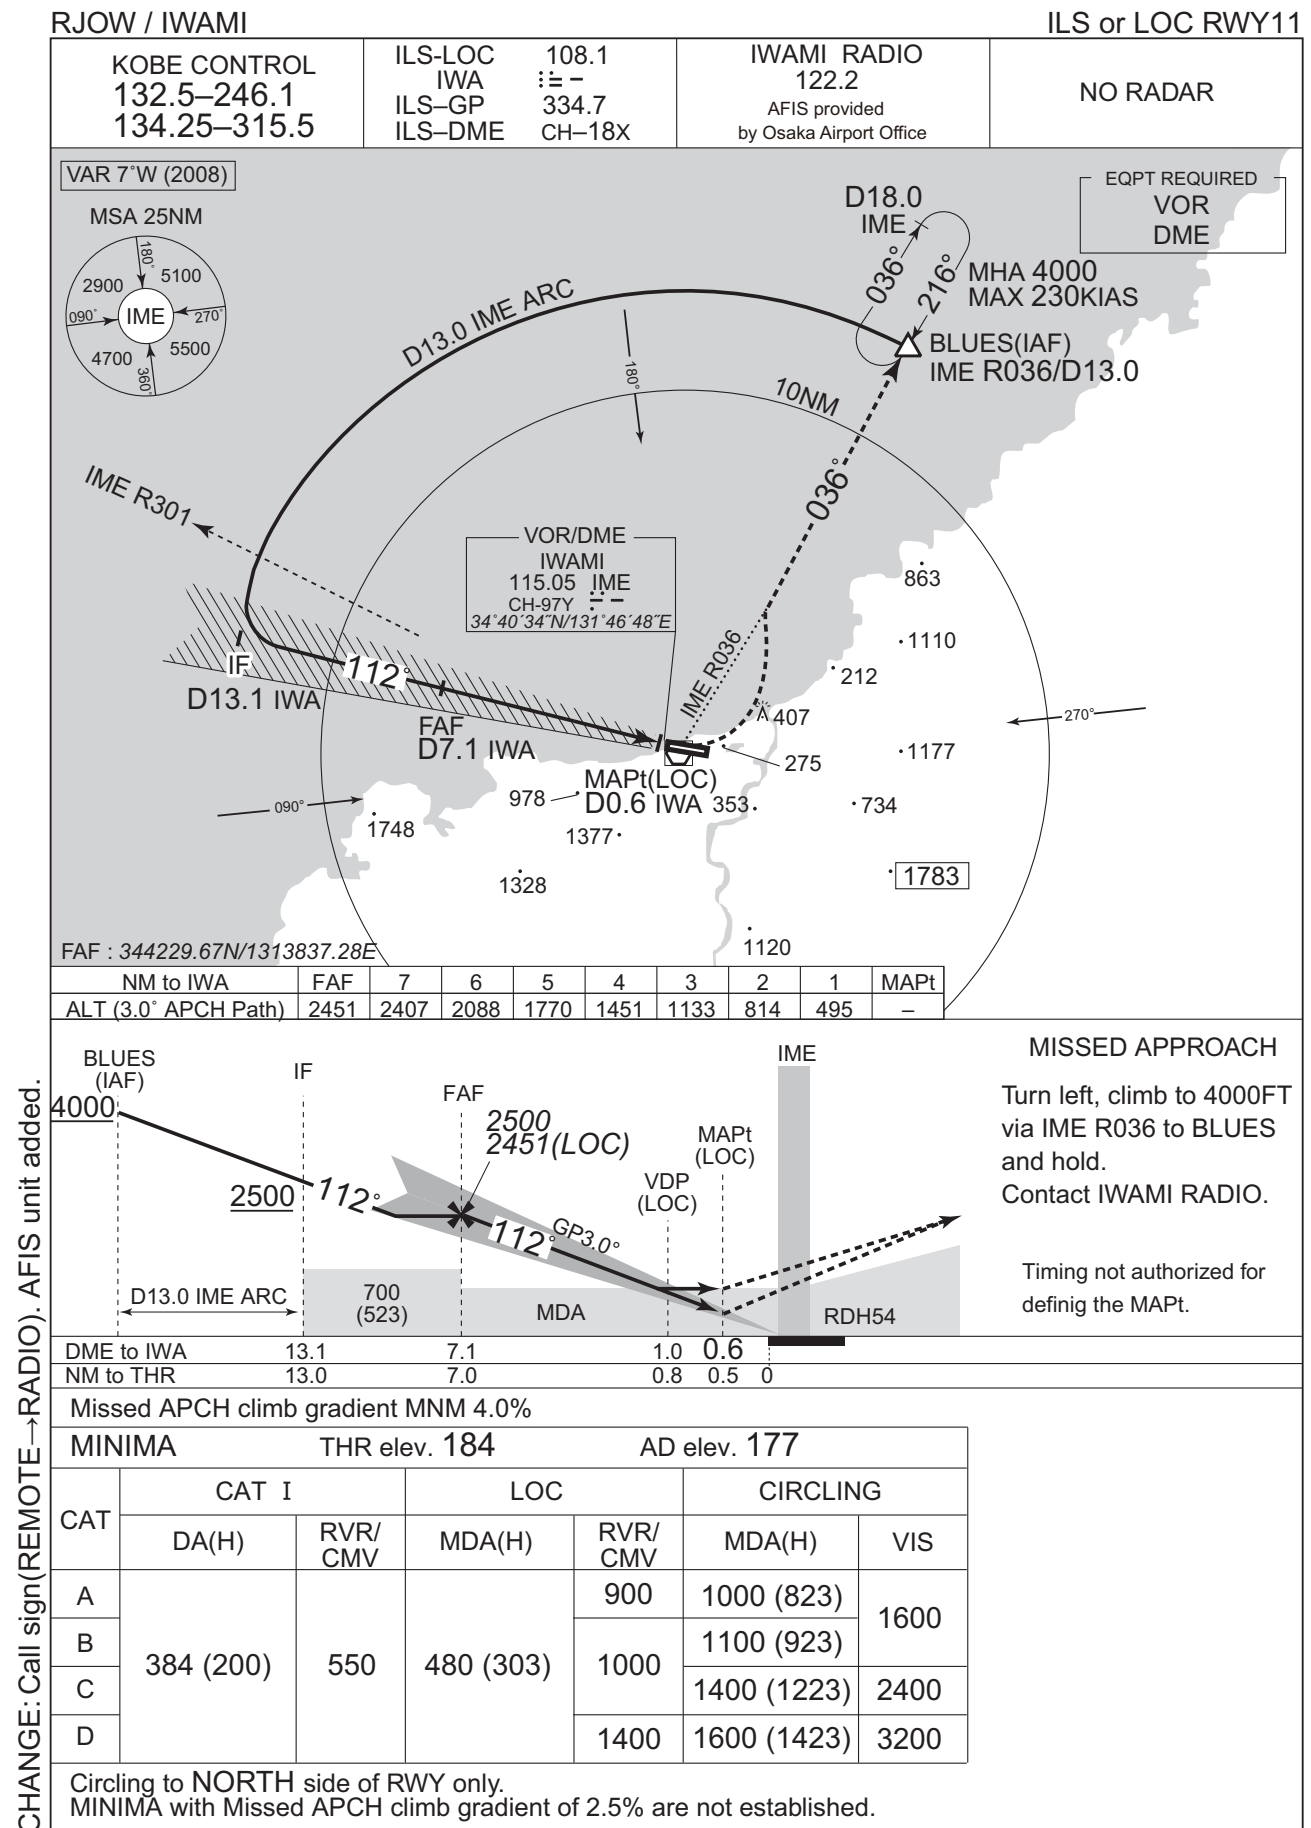 RJOW / IWAMI
ILS or LOC RWY11
KOBE CONTROL
132.5–246.1
134.25–315.5
ILS-LOC 108.1
IWA
ILS–GP 334.7
ILS–DME CH–18X
IWAMI RADIO
122.2
AFIS provided
by Osaka Airport Office
NO RADAR
VAR 7°W (2008)
MSA 25NM
180°
2900
5100
090°
IME
270°
4700
5500
360°
EQPT REQUIRED
VOR
DME
D18.0
IME
036°
216°
MHA 4000
MAX 230KIAS
BLUES(IAF)
IME R036/D13.0
D13.0 IME ARC
180°
10NM
036°
IME R301
VOR/DME
IWAMI
115.05 IME
CH-97Y
34°40´34˝N/131°46´48˝E
863
1110
IME R036
212
IF
D13.1 IWA
112°
FAF
D7.1 IWA
407
270°
275
1177
MAPt(LOC)
D0.6 IWA
353
734
978
090°
1748
1377
1328
1783
1120
FAF : 344229.67N/1313837.28E
NM to IWA FAF 7 6 5 4 3 2 1 MAPt
ALT (3.0° APCH Path) 2451 2407 2088 1770 1451 1133 814 495 –
BLUES
(IAF)
4000
IF
FAF
2500
2451(LOC)
IME
MAPt
(LOC)
VDP
(LOC)
2500
112°
112°
GP3.0°
D13.0 IME ARC
700
(523)
MDA
RDH54
MISSED APPROACH
Turn left, climb to 4000FT
via IME R036 to BLUES
and hold.
Contact IWAMI RADIO.
Timing not authorized for
definig the MAPt.
DME to IWA 13.1 7.1 1.0 0.6
NM to THR 13.0 7.0 0.8 0.5 0
Missed APCH climb gradient MNM 4.0%
MINIMA THR elev. 184 AD elev. 177
CAT
CAT I LOC CIRCLING
DA(H) RVR/CMV MDA(H) RVR/CMV MDA(H) VIS
A 900 1000 (823)
1600
B 1100 (923)
384 (200) 550 480 (303) 1000
C 1400 (1223) 2400
D 1400 1600 (1423) 3200
Circling to NORTH side of RWY only.
MINIMA with Missed APCH climb gradient of 2.5% are not established.
CHANGE: Call sign(REMOTE→RADIO). AFIS unit added.